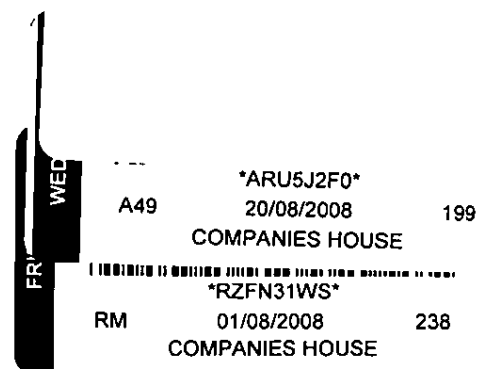 WED
*ARU5J2F0*
A49 20/08/2008 199
COMPANIES HOUSE
FRI
*RZFN31WS*
RM 01/08/2008 238
COMPANIES HOUSE